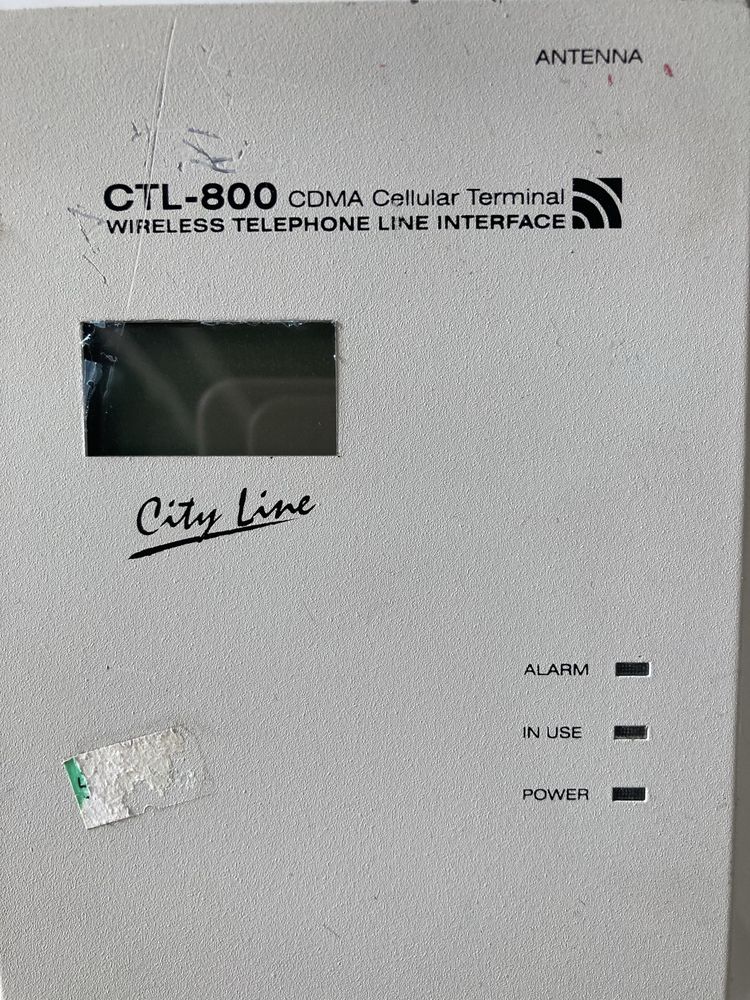 ANTENNA
CTL-800 CDMA Cellular Terminal
WIRELESS TELEPHONE LINE INTERFACE
City Line
ALARM
IN USE
POWER